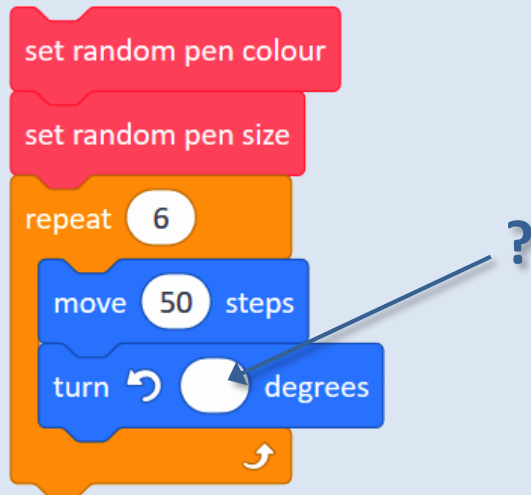 set random pen colour
set random pen size
repeat 6
?
move 50 steps
turn degrees